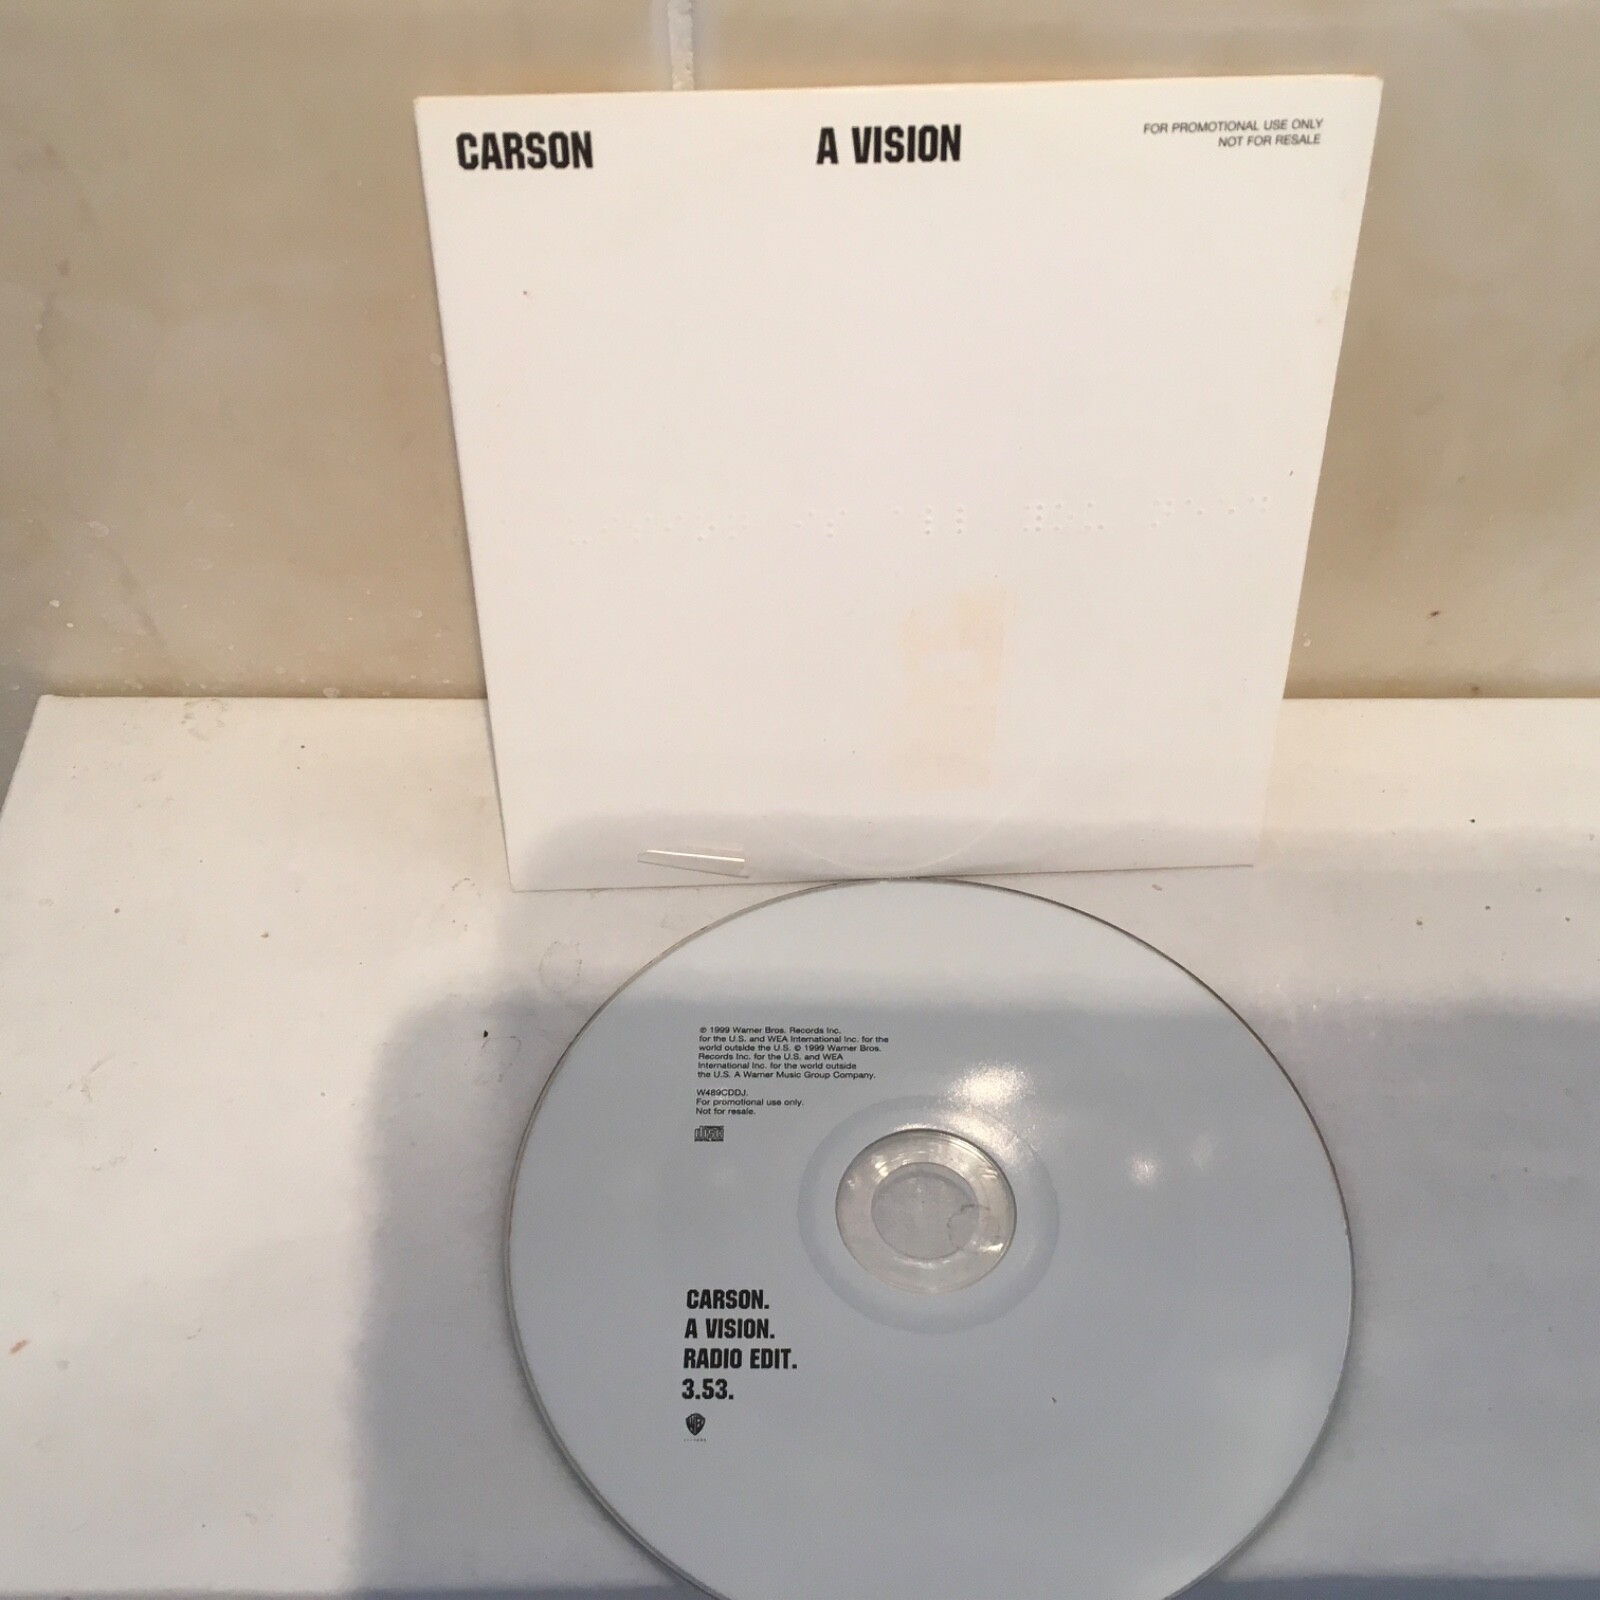 CARSON A VISION FOR PROMOTIONAL USE ONLY
NOT FOR RESALE
℗ 1999 Warner Bros. Records Inc.
for the U.S. and WEA International Inc. for the
world outside the U.S. © 1999 Warner Bros.
Records Inc. for the U.S. and WEA
International Inc. for the world outside
the U.S. A Warner Music Group Company.
W489CDDJ.
For promotional use only.
Not for resale.
CARSON.
A VISION.
RADIO EDIT.
3.53.